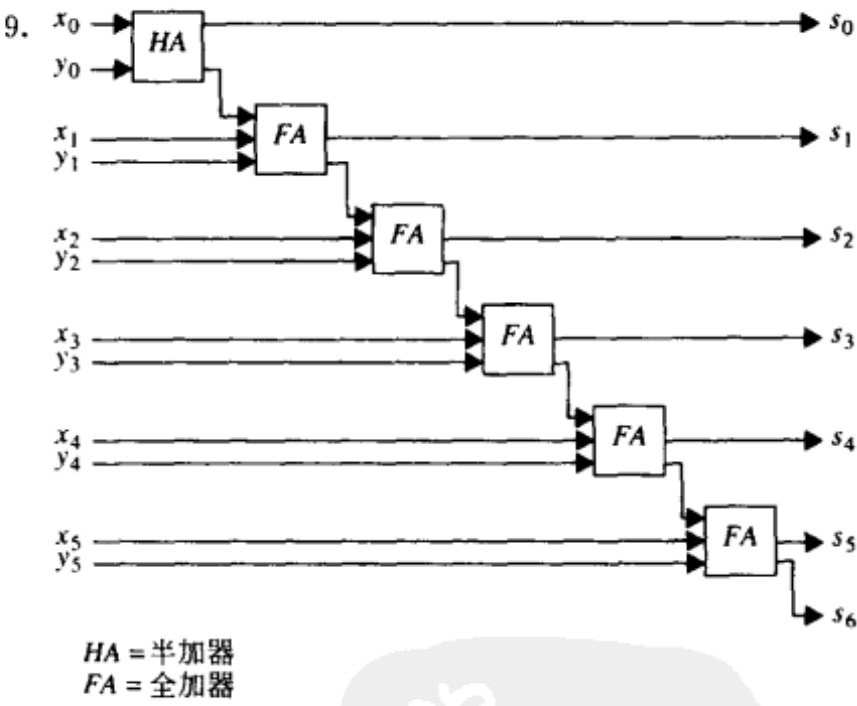 9. x₀ HA s₀
y₀
x₁ FA s₁
y₁
x₂ FA s₂
y₂
x₃ FA s₃
y₃
x₄ FA s₄
y₄
x₅ FA s₅
y₅
s₆
HA = 半加器
FA = 全加器